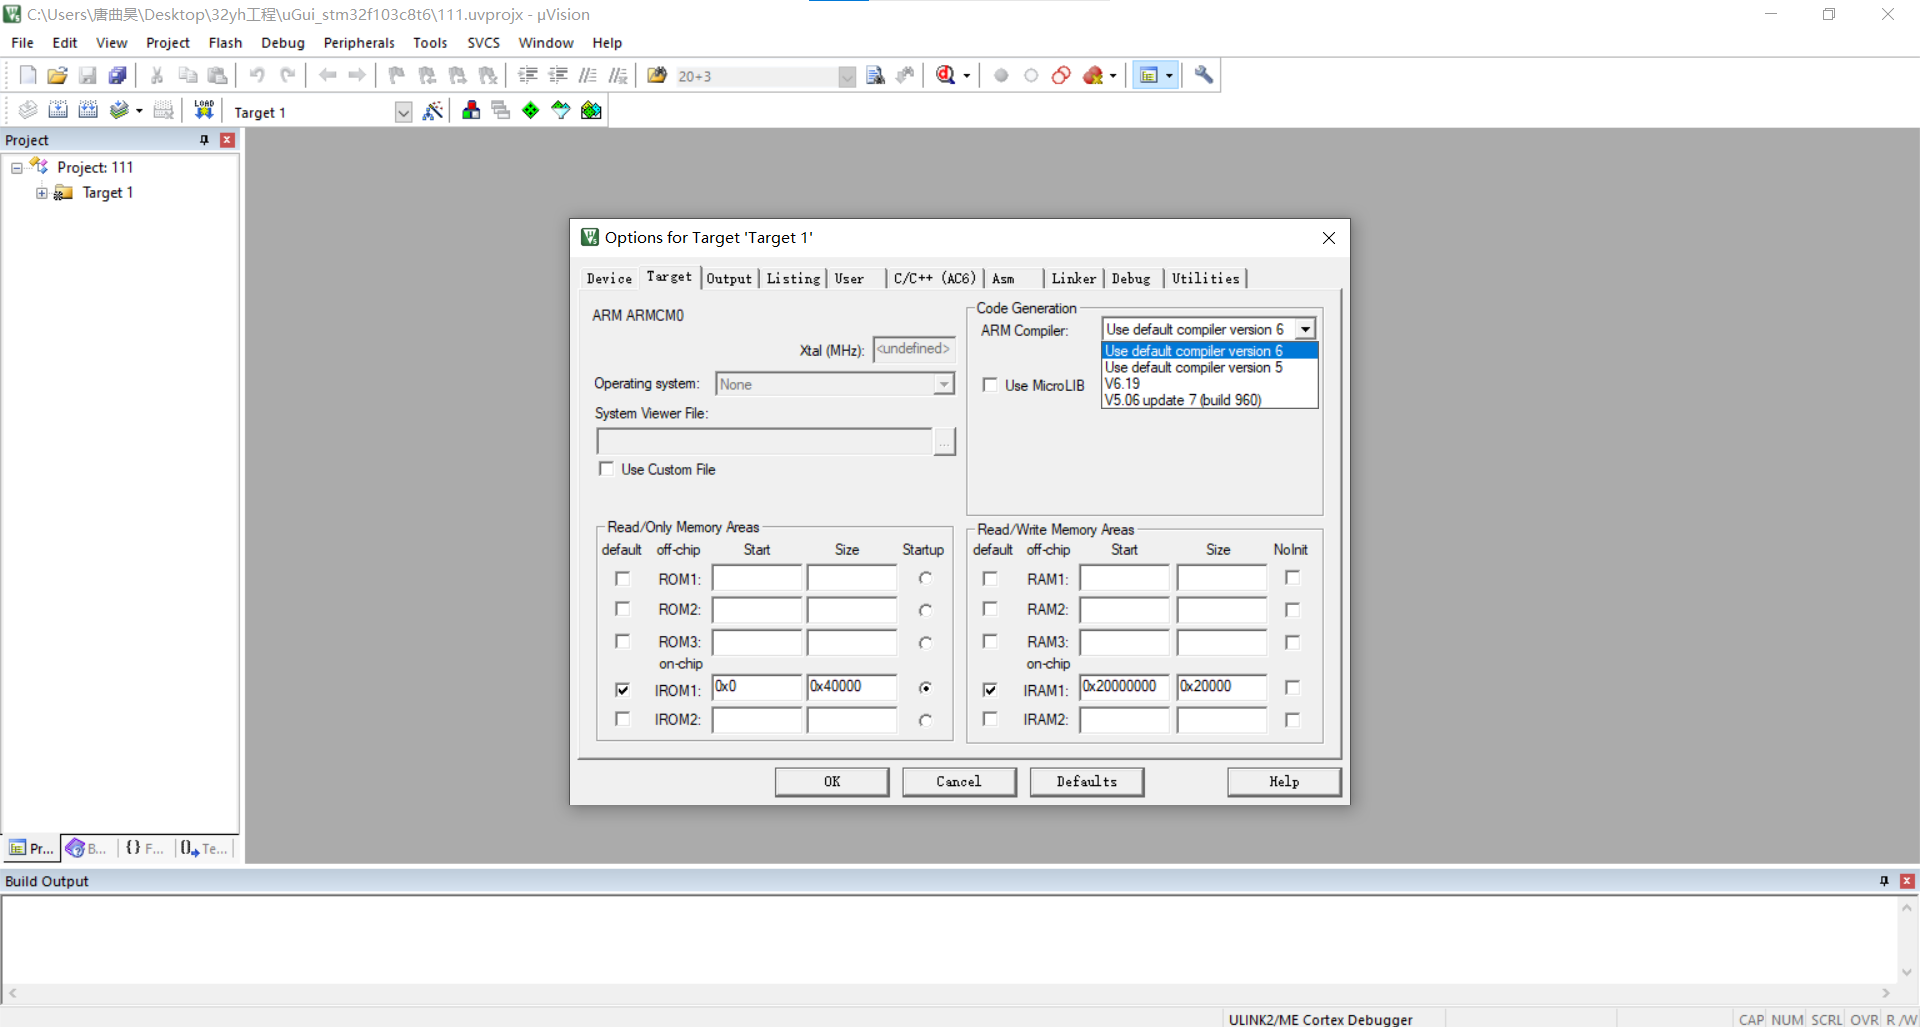 C:\Users\唐曲昊\Desktop\32yh工程\uGui_stm32f103c8t6\111.uvprojx - µVision
File Edit View Project Flash Debug Peripherals Tools SVCS Window Help
20+3
LOAD Target 1
Project
Project: 111
Target 1
Options for Target 'Target 1'
Device Target Output Listing User C/C++ (AC6) Asm Linker Debug Utilities
ARM ARMCM0
Xtal (MHz): <undefined>
Operating system: None
System Viewer File:
...
Use Custom File
Code Generation
ARM Compiler: Use default compiler version 6
Use default compiler version 6
Use default compiler version 5
V6.19
V5.06 update 7 (build 960)
Use MicroLIB
Read/Only Memory Areas
default off-chip Start Size Startup
ROM1:
ROM2:
ROM3:
on-chip
IROM1: 0x0 0x40000
IROM2:
Read/Write Memory Areas
default off-chip Start Size NoInit
RAM1:
RAM2:
RAM3:
on-chip
IRAM1: 0x20000000 0x20000
IRAM2:
OK Cancel Defaults Help
Pr... B... {} F... Te...
Build Output
ULINK2/ME Cortex Debugger CAP NUM SCRL OVR R/W